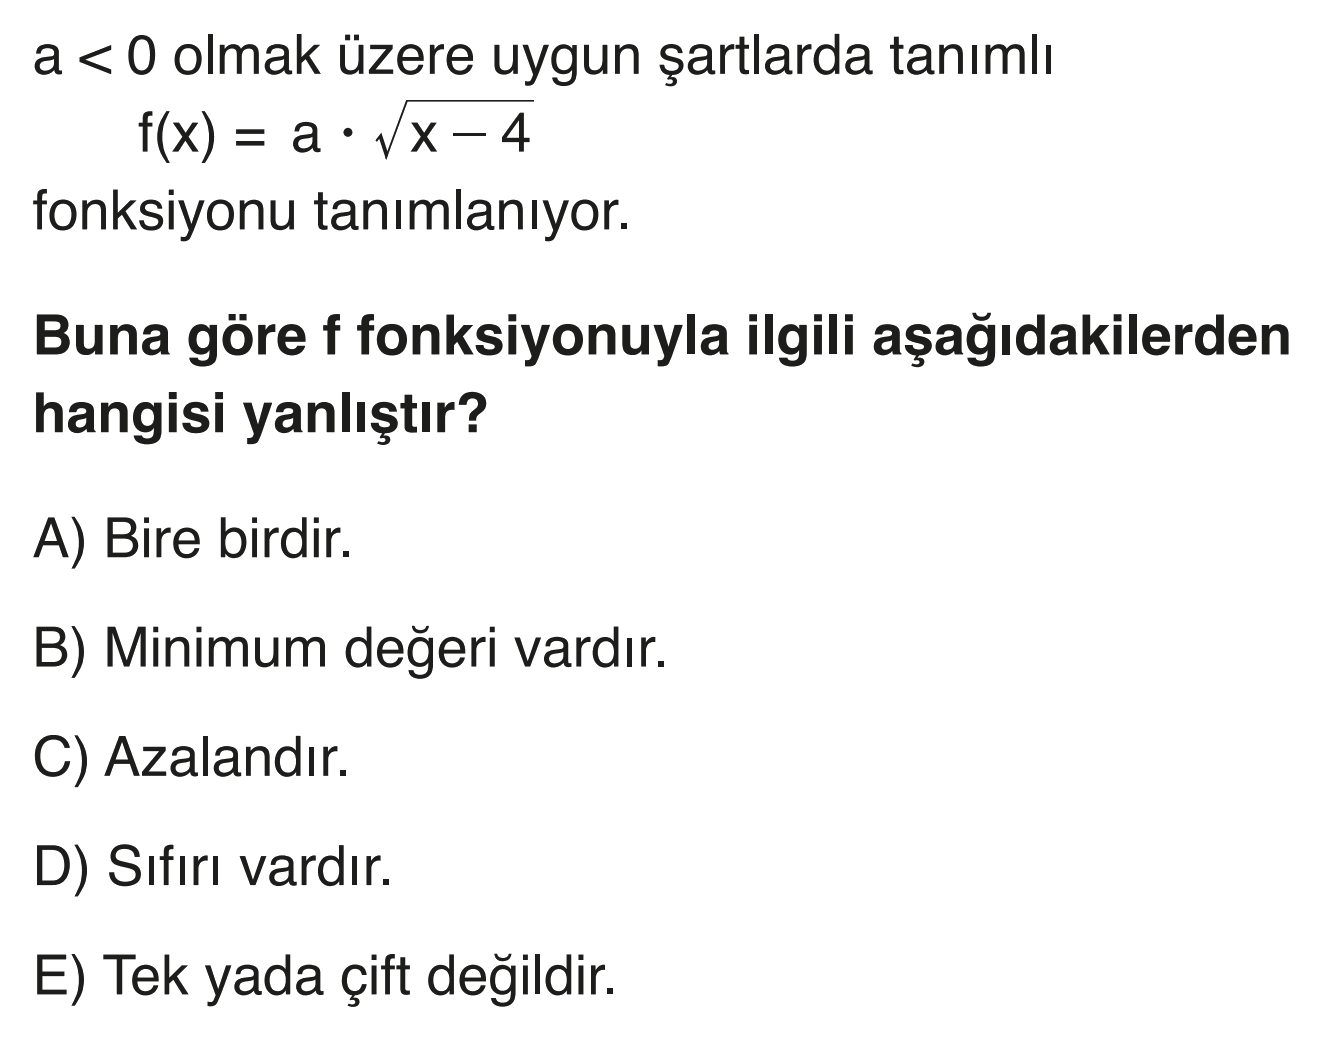 a < 0 olmak üzere uygun şartlarda tanımlı
f(x) = a · √(x − 4)
fonksiyonu tanımlanıyor.
Buna göre f fonksiyonuyla ilgili aşağıdakilerden
hangisi yanlıştır?
A) Bire birdir.
B) Minimum değeri vardır.
C) Azalandır.
D) Sıfırı vardır.
E) Tek yada çift değildir.